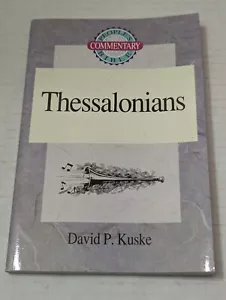 PEOPLE'S
COMMENTARY
BIBLE
Thessalonians
David P. Kuske